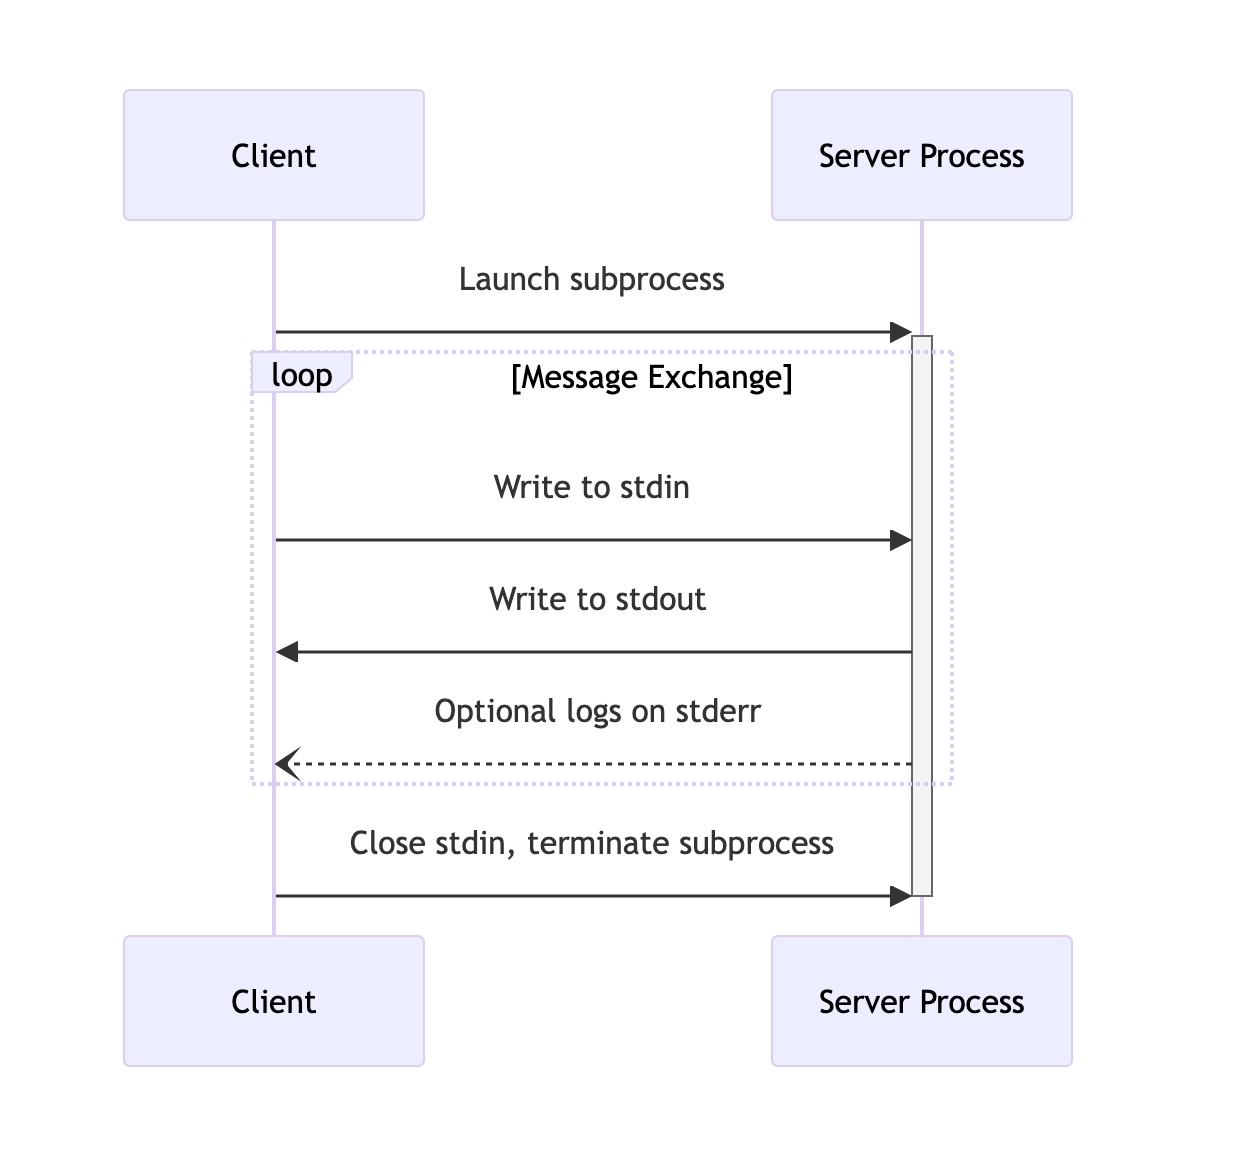 Client
Server Process
Launch subprocess
loop
[Message Exchange]
Write to stdin
Write to stdout
Optional logs on stderr
Close stdin, terminate subprocess
Client
Server Process